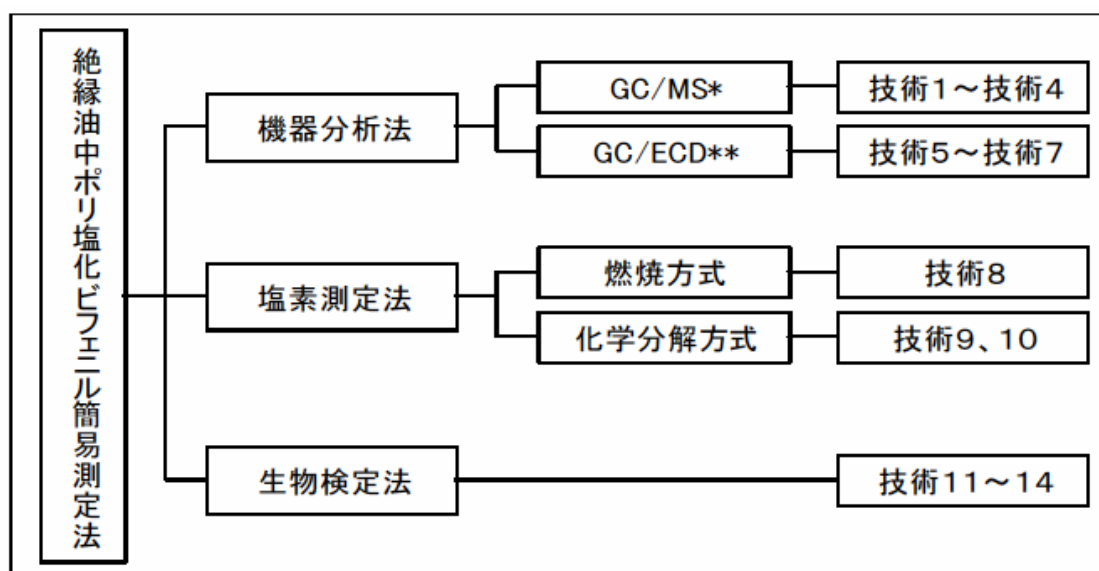 絶縁油中ポリ塩化ビフェニル簡易測定法
機器分析法
GC/MS*
技術1～技術4
GC/ECD**
技術5～技術7
塩素測定法
燃焼方式
技術8
化学分解方式
技術9、10
生物検定法
技術11～14